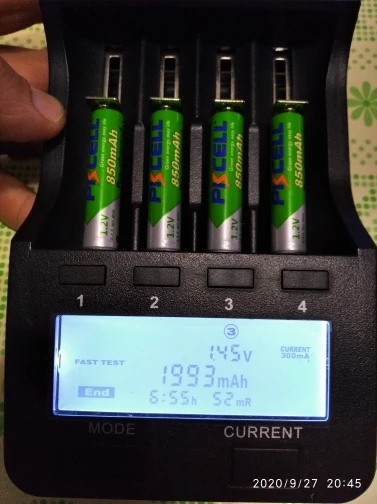 PKCELL 850mAh 1.2V
PKCELL 850mAh 1.2V
PKCELL 850mAh 1.2V
PKCELL 850mAh 1.2V
1 2 3 4
③
1.45V CURRENT 300mA
FAST TEST
1993mAh
End
6:55h 52mR
MODE CURRENT
2020/9/27 20:45